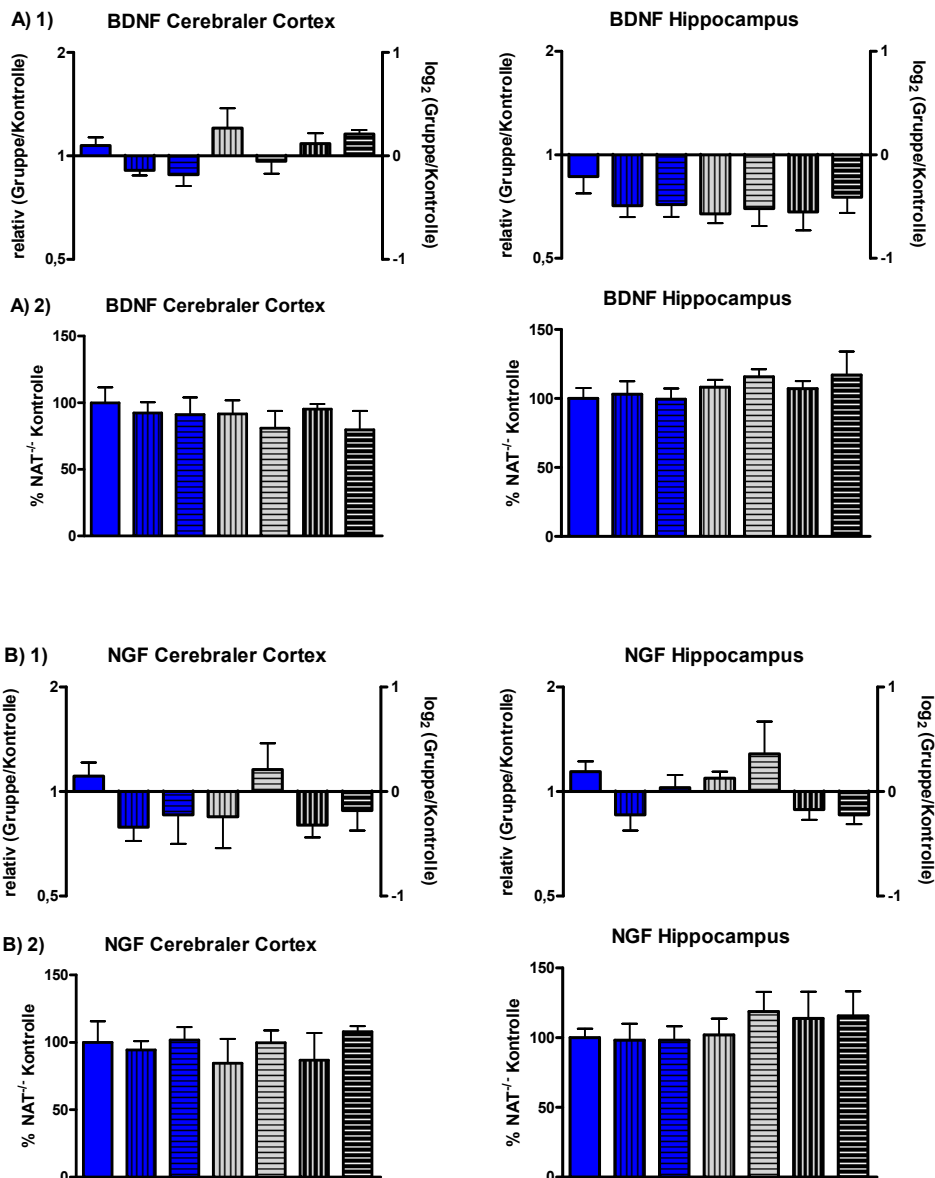 A) 1)
BDNF Cerebraler Cortex
relativ (Gruppe/Kontrolle)
2
1
0,5
1
0
-1
log₂ (Gruppe/Kontrolle)
BDNF Hippocampus
relativ (Gruppe/Kontrolle)
2
1
0,5
1
0
-1
log₂ (Gruppe/Kontrolle)
A) 2)
BDNF Cerebraler Cortex
% NAT⁻/⁻ Kontrolle
150
100
50
0
BDNF Hippocampus
% NAT⁻/⁻ Kontrolle
150
100
50
0
B) 1)
NGF Cerebraler Cortex
relativ (Gruppe/Kontrolle)
2
1
0,5
1
0
-1
log₂ (Gruppe/Kontrolle)
NGF Hippocampus
relativ (Gruppe/Kontrolle)
2
1
0,5
1
0
-1
log₂ (Gruppe/Kontrolle)
B) 2)
NGF Cerebraler Cortex
% NAT⁻/⁻ Kontrolle
150
100
50
0
NGF Hippocampus
% NAT⁻/⁻ Kontrolle
150
100
50
0